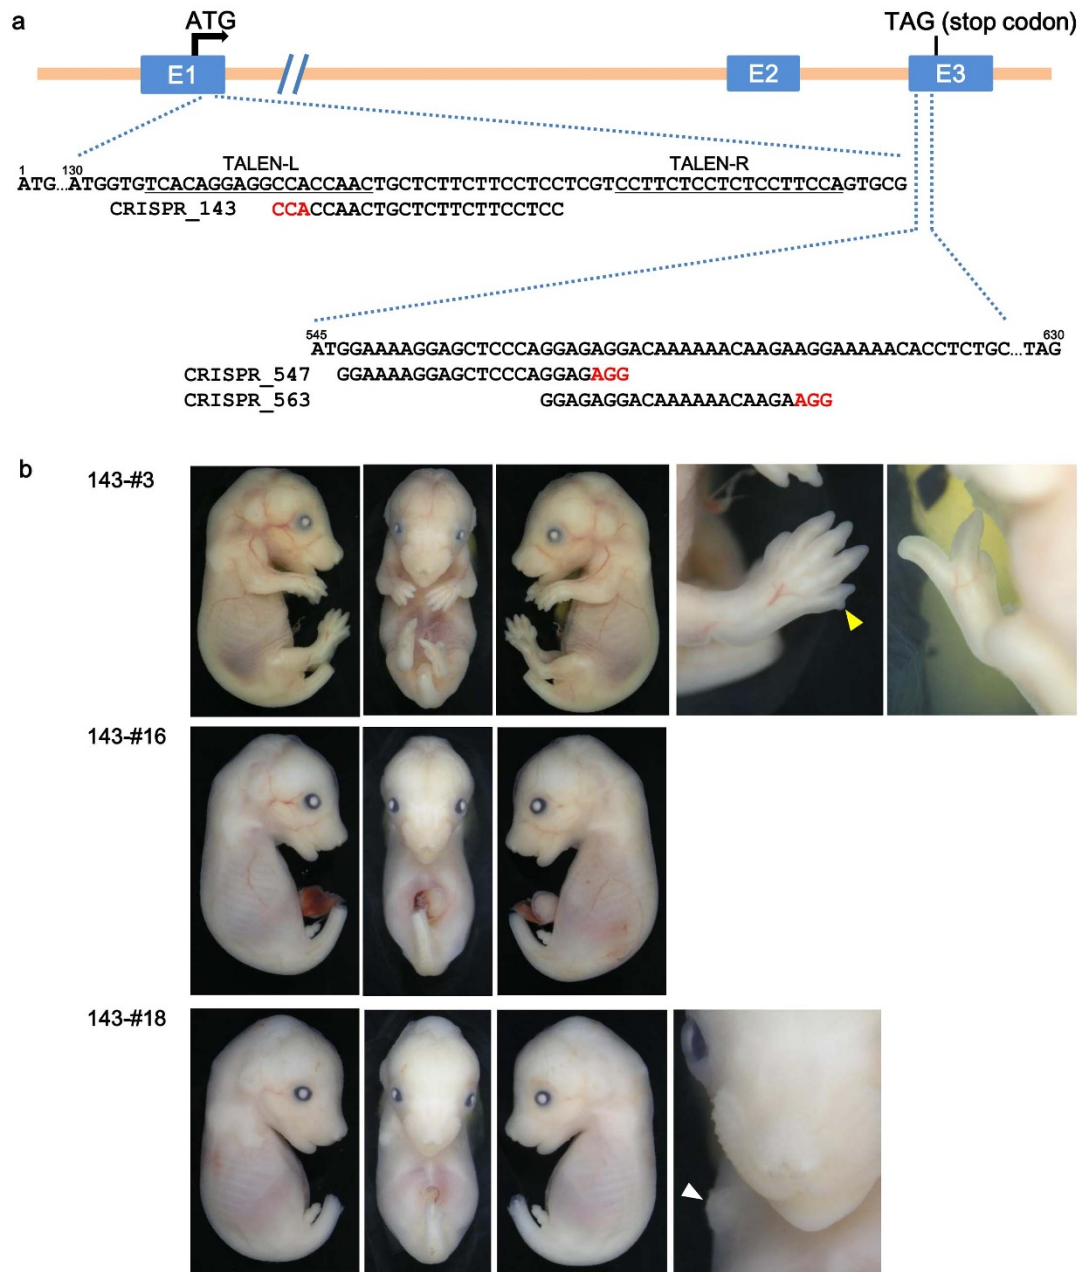 a
ATG
TAG (stop codon)
E1
E2
E3
TALEN-L
TALEN-R
1
130
ATG...ATGGTGTCACAGGAGGCCACCAACTGCTCTTCTTCCTCCTCGTCCTTCTCCTCTCCTTCCAGTGCG
CRISPR_143 CCACCAACTGCTCTTCTTCCTCC
545
630
ATGGAAAAGGAGCTCCCAGGAGAGGACAAAAAACAAGAAGGAAAAACACCTCTGC...TAG
CRISPR_547 GGAAAAGGAGCTCCCAGGAGAGG
CRISPR_563 GGAGAGGACAAAAAACAAGAAGG
b
143-#3
143-#16
143-#18